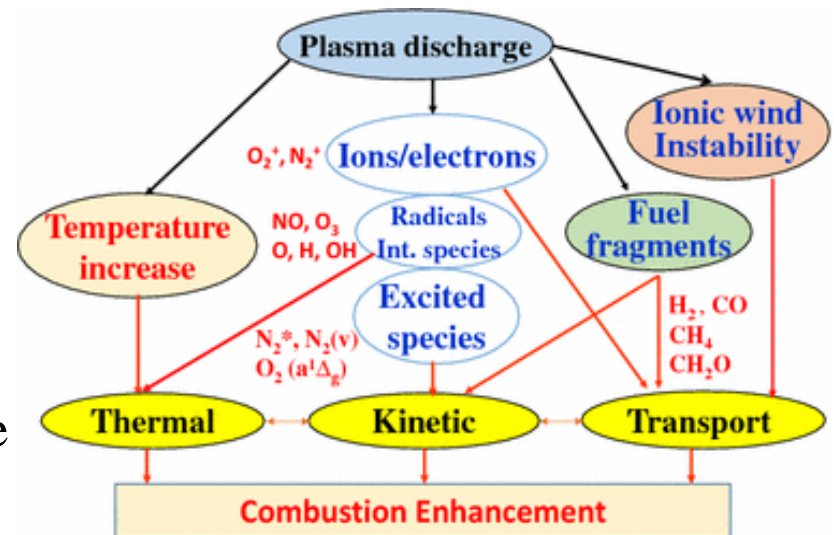 Plasma discharge
Ionic wind
Instability
O₂⁺, N₂⁺
Ions/electrons
Temperature
increase
NO, O₃
O, H, OH
Radicals
Int. species
Fuel
fragments
Excited
species
N₂*, N₂(v)
O₂ (a¹Δg)
H₂, CO
CH₄
CH₂O
e
Thermal
Kinetic
Transport
Combustion Enhancement